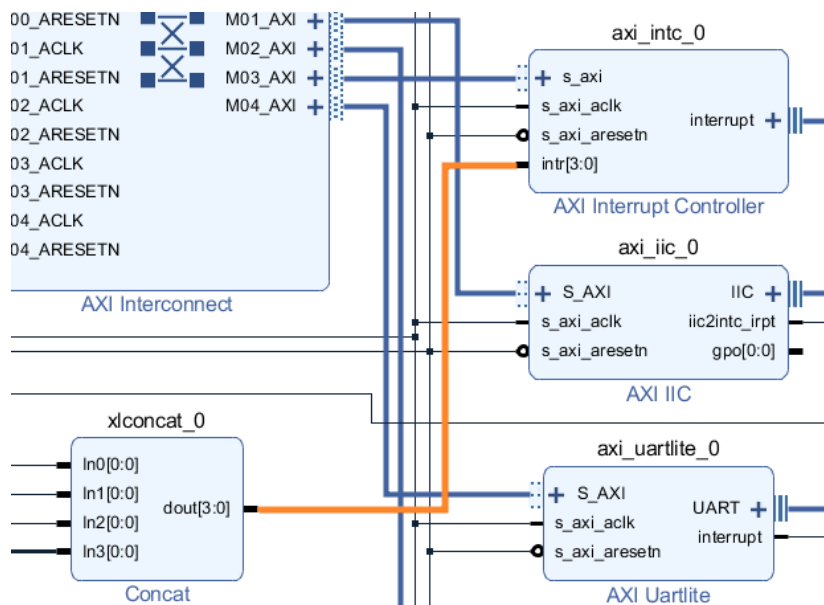 00_ARESETN
01_ACLK
01_ARESETN
02_ACLK
02_ARESETN
03_ACLK
03_ARESETN
04_ACLK
04_ARESETN
M01_AXI
M02_AXI
M03_AXI
M04_AXI
AXI Interconnect
axi_intc_0
s_axi
s_axi_aclk
s_axi_aresetn
intr[3:0]
interrupt
AXI Interrupt Controller
axi_iic_0
S_AXI
s_axi_aclk
s_axi_aresetn
IIC
iic2intc_irpt
gpo[0:0]
AXI IIC
xlconcat_0
In0[0:0]
In1[0:0]
In2[0:0]
In3[0:0]
dout[3:0]
Concat
axi_uartlite_0
S_AXI
s_axi_aclk
s_axi_aresetn
UART
interrupt
AXI Uartlite